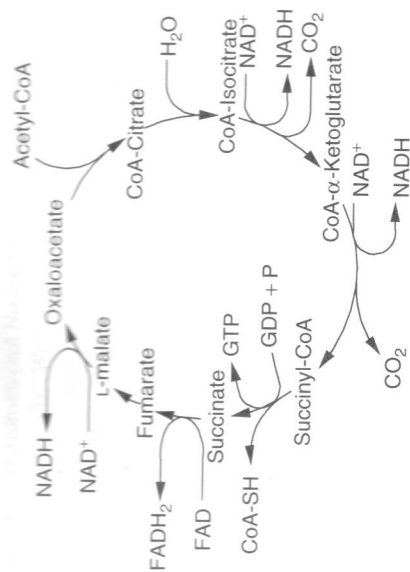 Acetyl-CoA
Oxaloacetate
CoA-Citrate
H₂O
CoA-Isocitrate
NAD⁺
NADH
CO₂
CoA-α-Ketoglutarate
NAD⁺
NADH
CO₂
Succinyl-CoA
GDP + P
GTP
CoA-SH
Succinate
FAD
FADH₂
Fumarate
L-malate
NAD⁺
NADH